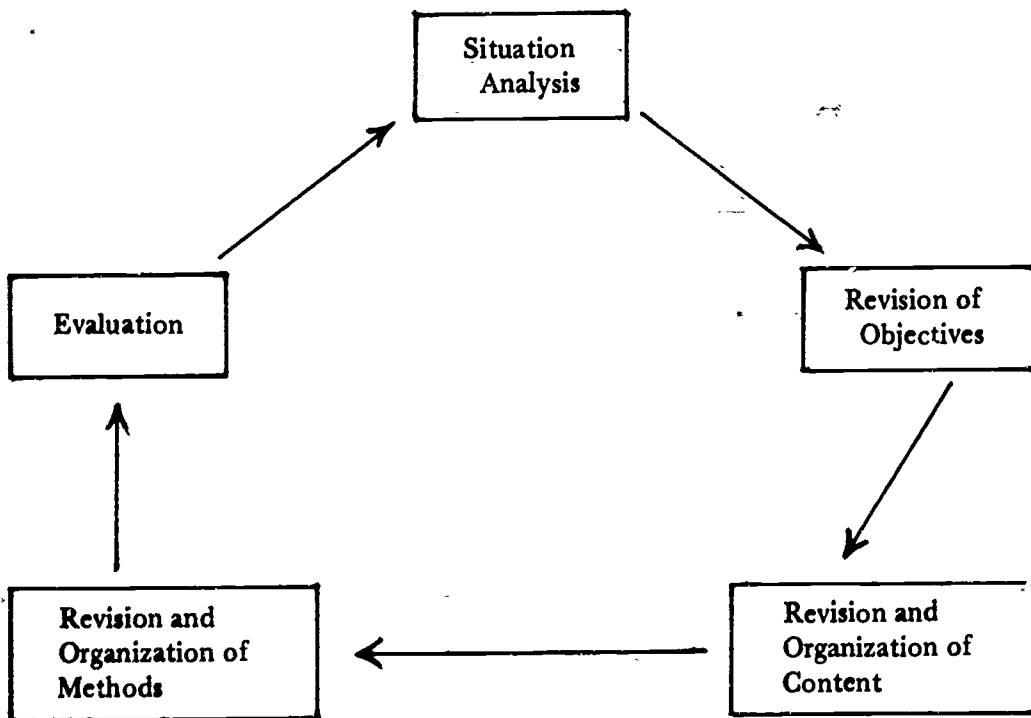 Situation
Analysis
Evaluation
Revision of
Objectives
Revision and
Organization of
Methods
Revision and
Organization of
Content